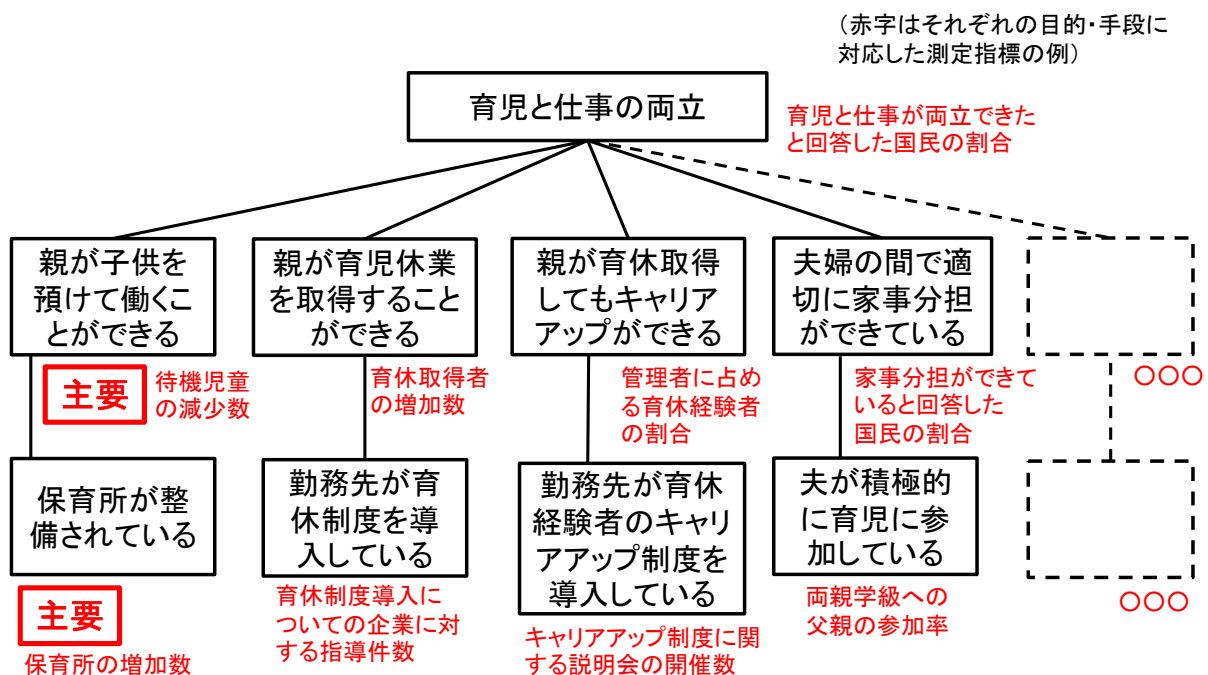 （赤字はそれぞれの目的・手段に
対応した測定指標の例）
育児と仕事の両立
育児と仕事が両立できた
と回答した国民の割合
親が子供を
預けて働くこ
とができる
親が育児休業
を取得すること
ができる
親が育休取得
してもキャリア
アップができる
夫婦の間で適
切に家事分担
ができている
主要
待機児童
の減少数
育休取得者
の増加数
管理者に占め
る育休経験者
の割合
家事分担ができて
いると回答した
国民の割合
○○○
保育所が整
備されている
勤務先が育
休制度を導
入している
勤務先が育休
経験者のキャリ
アアップ制度を
導入している
夫が積極的
に育児に参
加している
主要
保育所の増加数
育休制度導入に
ついての企業に対
する指導件数
キャリアアップ制度に関
する説明会の開催数
両親学級への
父親の参加率
○○○